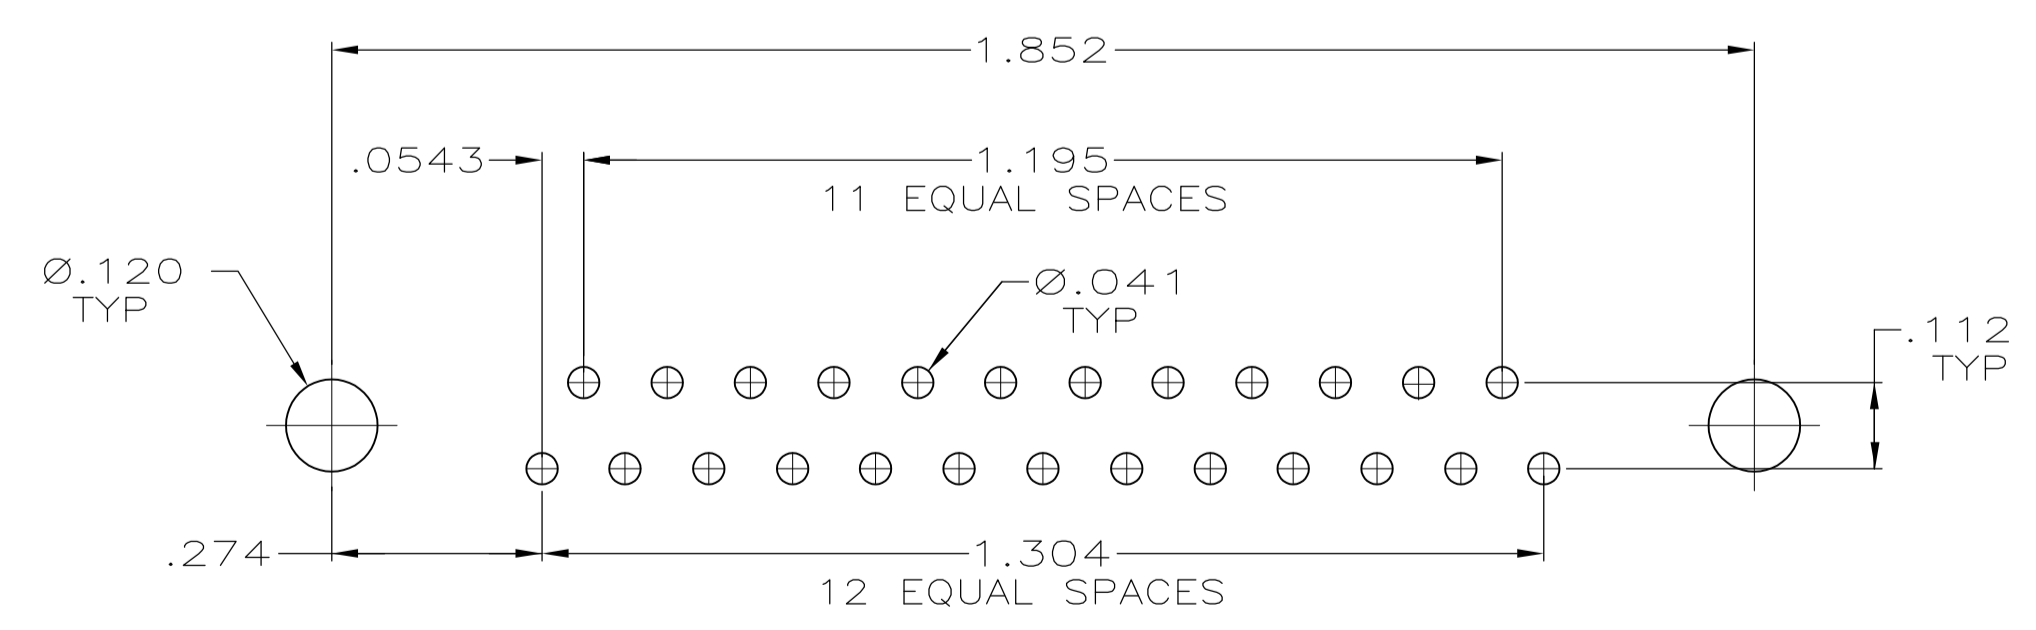 1.852
.0543
1.195
11 EQUAL SPACES
Ø.120
TYP
Ø.041
TYP
.112
TYP
.274
1.304
12 EQUAL SPACES